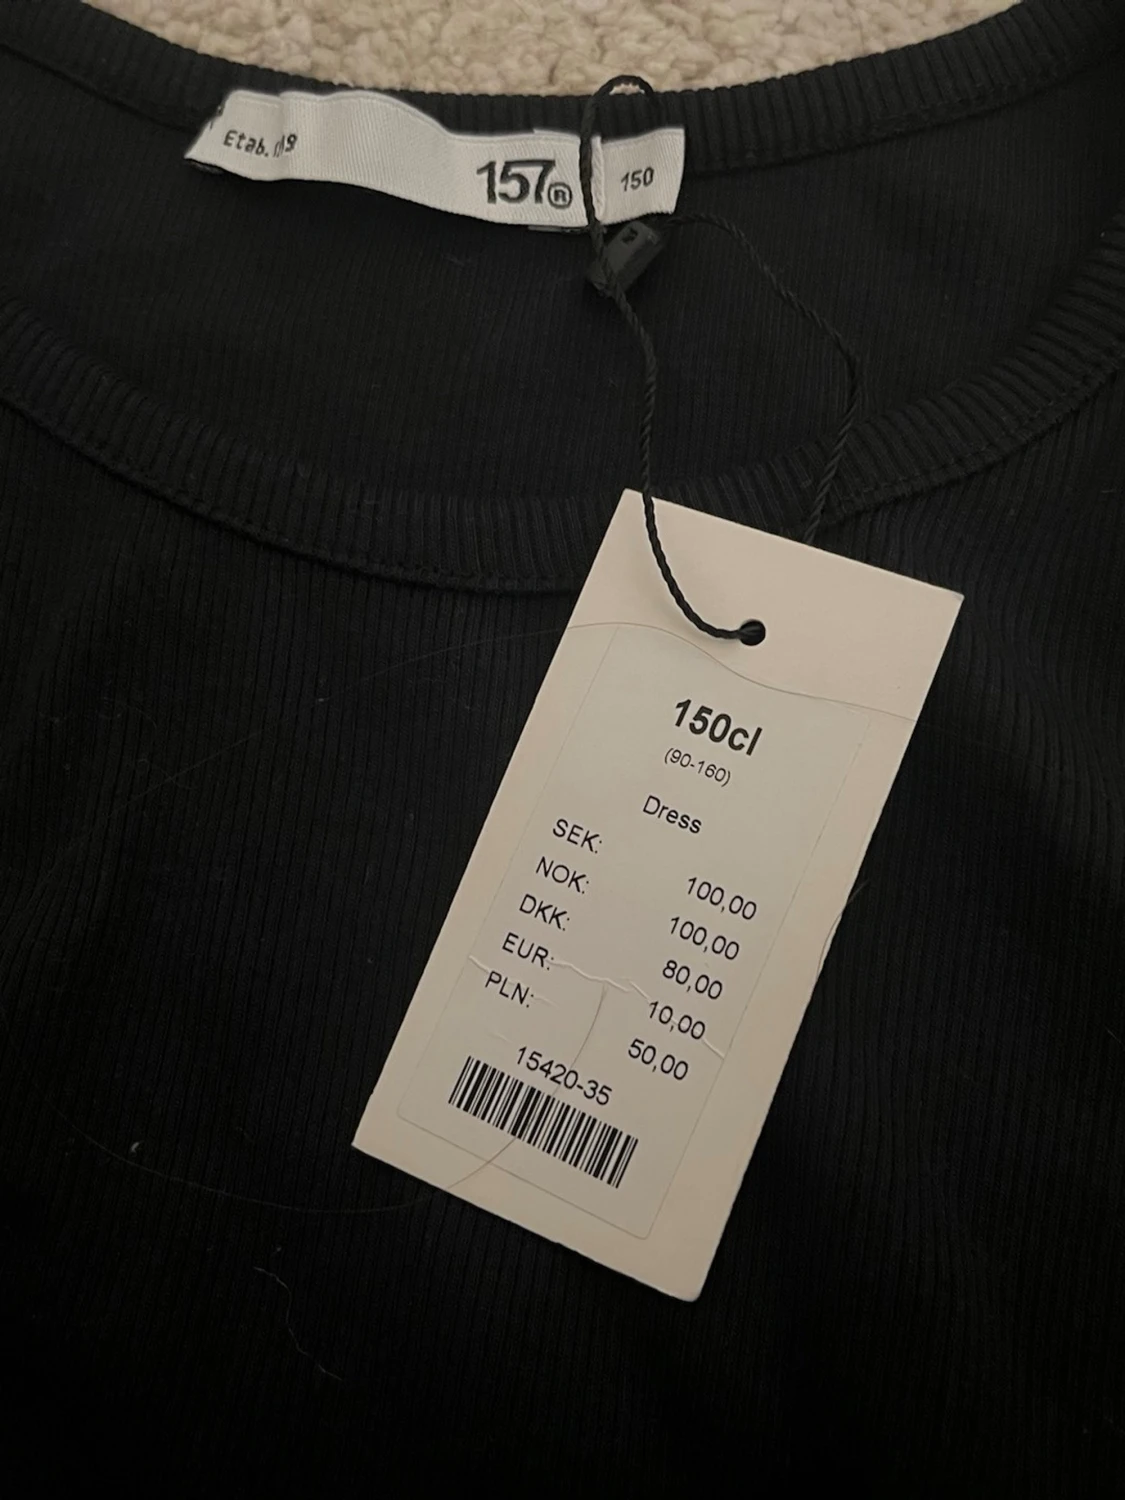 Etab.
157®
150
150cl
(90-160)
Dress
SEK: 100,00
NOK: 100,00
DKK: 80,00
EUR: 10,00
PLN: 50,00
15420-35